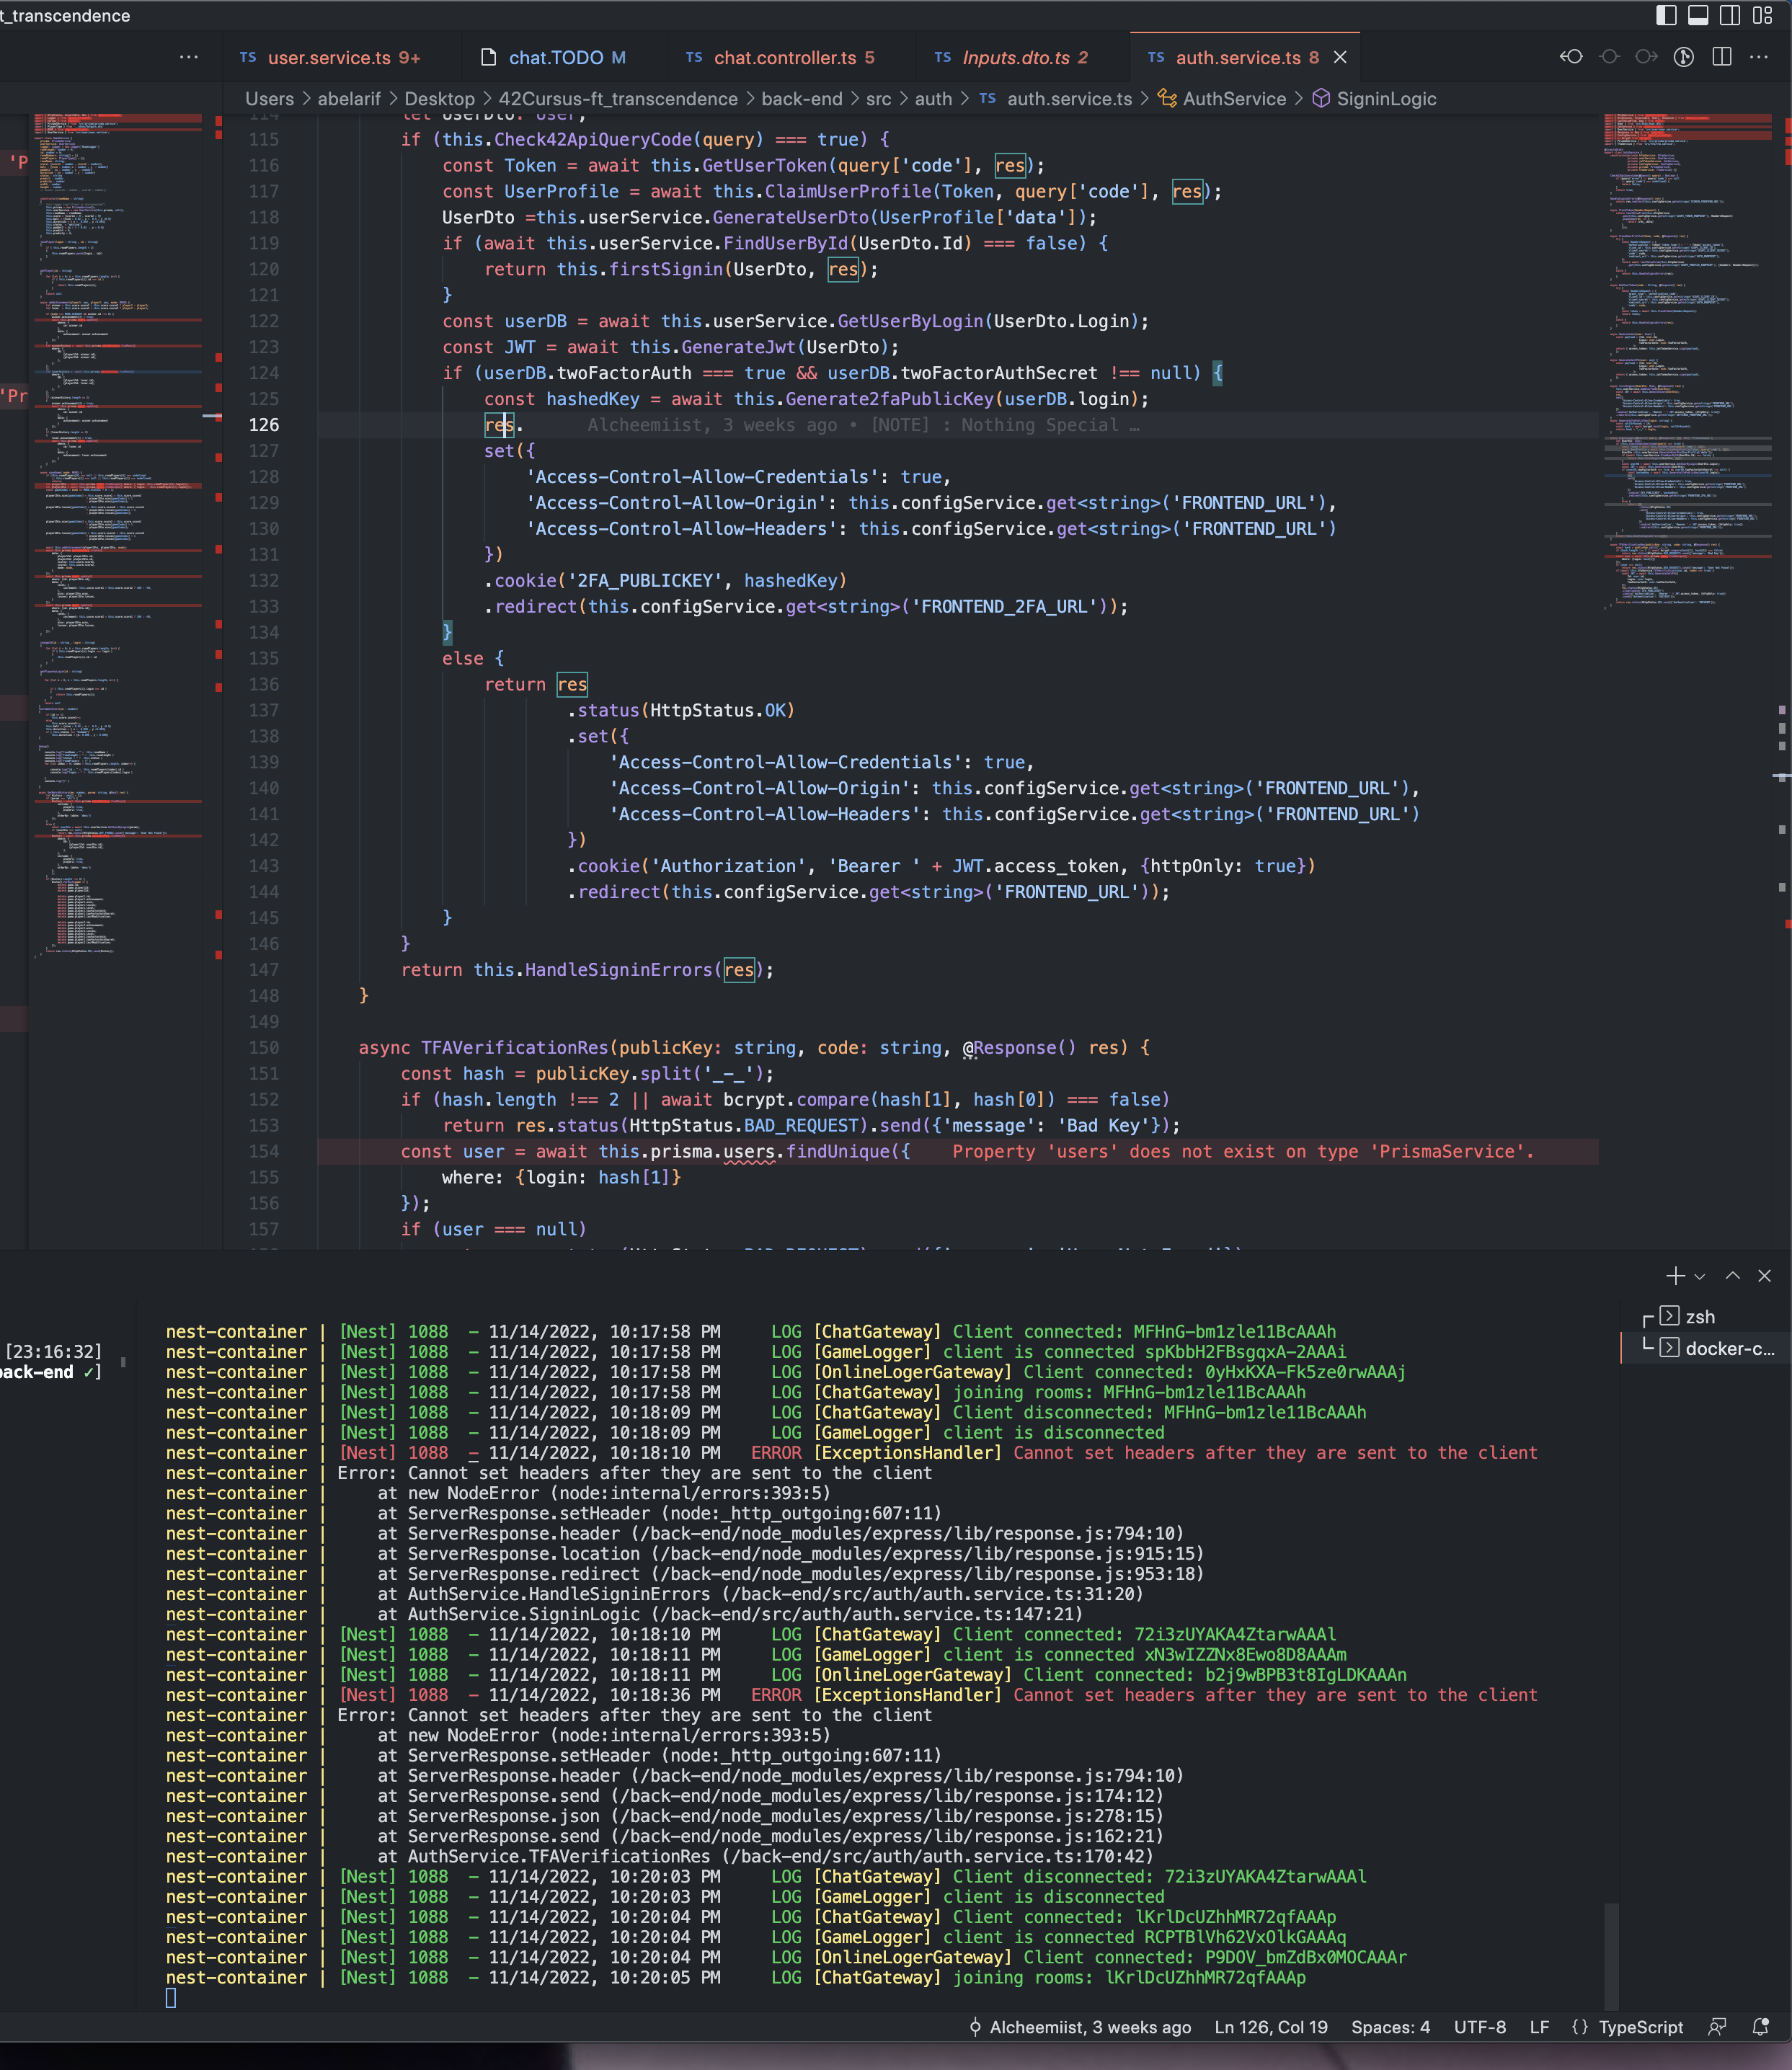 t_transcendence
TS user.service.ts 9+
chat.TODO M
TS chat.controller.ts 5
TS Inputs.dto.ts 2
TS auth.service.ts 8
Users > abelarif > Desktop > 42Cursus-ft_transcendence > back-end > src > auth > TS auth.service.ts > AuthService > SigninLogic
'P
'Pr
114 let UserDto: User;
115 if (this.Check42ApiQueryCode(query) === true) {
116 const Token = await this.GetUserToken(query['code'], res);
117 const UserProfile = await this.ClaimUserProfile(Token, query['code'], res);
118 UserDto =this.userService.GenerateUserDto(UserProfile['data']);
119 if (await this.userService.FindUserById(UserDto.Id) === false) {
120 return this.firstSignin(UserDto, res);
121 }
122 const userDB = await this.userService.GetUserByLogin(UserDto.Login);
123 const JWT = await this.GenerateJwt(UserDto);
124 if (userDB.twoFactorAuth === true && userDB.twoFactorAuthSecret !== null) {
125 const hashedKey = await this.Generate2faPublicKey(userDB.login);
126 res. Alcheemiist, 3 weeks ago • [NOTE] : Nothing Special …
127 set({
128 'Access-Control-Allow-Credentials': true,
129 'Access-Control-Allow-Origin': this.configService.get<string>('FRONTEND_URL'),
130 'Access-Control-Allow-Headers': this.configService.get<string>('FRONTEND_URL')
131 })
132 .cookie('2FA_PUBLICKEY', hashedKey)
133 .redirect(this.configService.get<string>('FRONTEND_2FA_URL'));
134 }
135 else {
136 return res
137 .status(HttpStatus.OK)
138 .set({
139 'Access-Control-Allow-Credentials': true,
140 'Access-Control-Allow-Origin': this.configService.get<string>('FRONTEND_URL'),
141 'Access-Control-Allow-Headers': this.configService.get<string>('FRONTEND_URL')
142 })
143 .cookie('Authorization', 'Bearer ' + JWT.access_token, {httpOnly: true})
144 .redirect(this.configService.get<string>('FRONTEND_URL'));
145 }
146 }
147 return this.HandleSigninErrors(res);
148 }
149
150 async TFAVerificationRes(publicKey: string, code: string, @Response() res) {
151 const hash = publicKey.split('_-_');
152 if (hash.length !== 2 || await bcrypt.compare(hash[1], hash[0]) === false)
153 return res.status(HttpStatus.BAD_REQUEST).send({'message': 'Bad Key'});
154 const user = await this.prisma.users.findUnique({ Property 'users' does not exist on type 'PrismaService'.
155 where: {login: hash[1]}
156 });
157 if (user === null)
zsh
docker-c...
[23:16:32]
back-end ✓]
nest-container | [Nest] 1088 - 11/14/2022, 10:17:58 PM LOG [ChatGateway] Client connected: MFHnG-bm1zle11BcAAAh
nest-container | [Nest] 1088 - 11/14/2022, 10:17:58 PM LOG [GameLogger] client is connected spKbbH2FBsgqxA-2AAAi
nest-container | [Nest] 1088 - 11/14/2022, 10:17:58 PM LOG [OnlineLogerGateway] Client connected: 0yHxKXA-Fk5ze0rwAAAj
nest-container | [Nest] 1088 - 11/14/2022, 10:17:58 PM LOG [ChatGateway] joining rooms: MFHnG-bm1zle11BcAAAh
nest-container | [Nest] 1088 - 11/14/2022, 10:18:09 PM LOG [ChatGateway] Client disconnected: MFHnG-bm1zle11BcAAAh
nest-container | [Nest] 1088 - 11/14/2022, 10:18:09 PM LOG [GameLogger] client is disconnected
nest-container | [Nest] 1088 - 11/14/2022, 10:18:10 PM ERROR [ExceptionsHandler] Cannot set headers after they are sent to the client
nest-container | Error: Cannot set headers after they are sent to the client
nest-container | at new NodeError (node:internal/errors:393:5)
nest-container | at ServerResponse.setHeader (node:_http_outgoing:607:11)
nest-container | at ServerResponse.header (/back-end/node_modules/express/lib/response.js:794:10)
nest-container | at ServerResponse.location (/back-end/node_modules/express/lib/response.js:915:15)
nest-container | at ServerResponse.redirect (/back-end/node_modules/express/lib/response.js:953:18)
nest-container | at AuthService.HandleSigninErrors (/back-end/src/auth/auth.service.ts:31:20)
nest-container | at AuthService.SigninLogic (/back-end/src/auth/auth.service.ts:147:21)
nest-container | [Nest] 1088 - 11/14/2022, 10:18:10 PM LOG [ChatGateway] Client connected: 72i3zUYAKA4ZtarwAAAl
nest-container | [Nest] 1088 - 11/14/2022, 10:18:11 PM LOG [GameLogger] client is connected xN3wIZZNx8Ewo8D8AAAm
nest-container | [Nest] 1088 - 11/14/2022, 10:18:11 PM LOG [OnlineLogerGateway] Client connected: b2j9wBPB3t8IgLDKAAAn
nest-container | [Nest] 1088 - 11/14/2022, 10:18:36 PM ERROR [ExceptionsHandler] Cannot set headers after they are sent to the client
nest-container | Error: Cannot set headers after they are sent to the client
nest-container | at new NodeError (node:internal/errors:393:5)
nest-container | at ServerResponse.setHeader (node:_http_outgoing:607:11)
nest-container | at ServerResponse.header (/back-end/node_modules/express/lib/response.js:794:10)
nest-container | at ServerResponse.send (/back-end/node_modules/express/lib/response.js:174:12)
nest-container | at ServerResponse.json (/back-end/node_modules/express/lib/response.js:278:15)
nest-container | at ServerResponse.send (/back-end/node_modules/express/lib/response.js:162:21)
nest-container | at AuthService.TFAVerificationRes (/back-end/src/auth/auth.service.ts:170:42)
nest-container | [Nest] 1088 - 11/14/2022, 10:20:03 PM LOG [ChatGateway] Client disconnected: 72i3zUYAKA4ZtarwAAAl
nest-container | [Nest] 1088 - 11/14/2022, 10:20:03 PM LOG [GameLogger] client is disconnected
nest-container | [Nest] 1088 - 11/14/2022, 10:20:04 PM LOG [ChatGateway] Client connected: lKrlDcUZhhMR72qfAAAp
nest-container | [Nest] 1088 - 11/14/2022, 10:20:04 PM LOG [GameLogger] client is connected RCPTBlVh62VxOlkGAAAq
nest-container | [Nest] 1088 - 11/14/2022, 10:20:04 PM LOG [OnlineLogerGateway] Client connected: P9DOV_bmZdBx0MOCAAAr
nest-container | [Nest] 1088 - 11/14/2022, 10:20:05 PM LOG [ChatGateway] joining rooms: lKrlDcUZhhMR72qfAAAp
Alcheemiist, 3 weeks ago Ln 126, Col 19 Spaces: 4 UTF-8 LF {} TypeScript